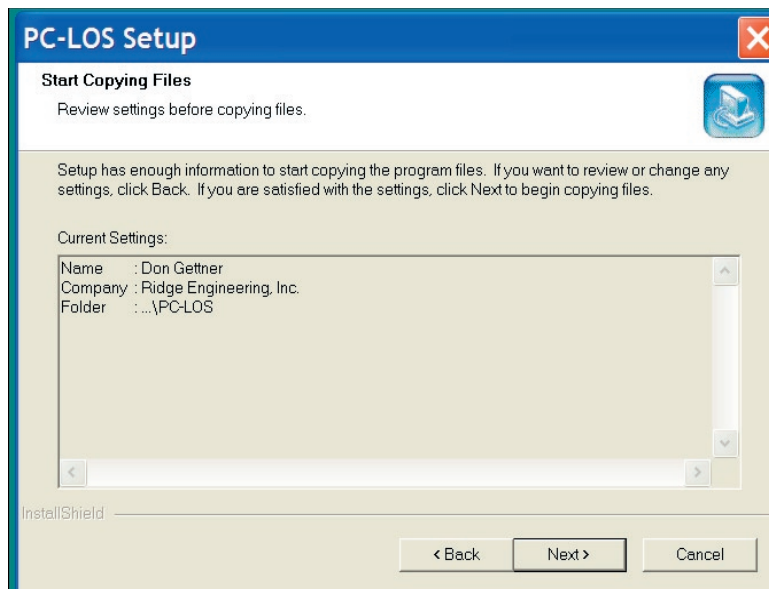 PC-LOS Setup
Start Copying Files
Review settings before copying files.
Setup has enough information to start copying the program files. If you want to review or change any
settings, click Back. If you are satisfied with the settings, click Next to begin copying files.
Current Settings:
Name : Don Gettner
Company : Ridge Engineering, Inc.
Folder : ...\PC-LOS
InstallShield
< Back Next > Cancel